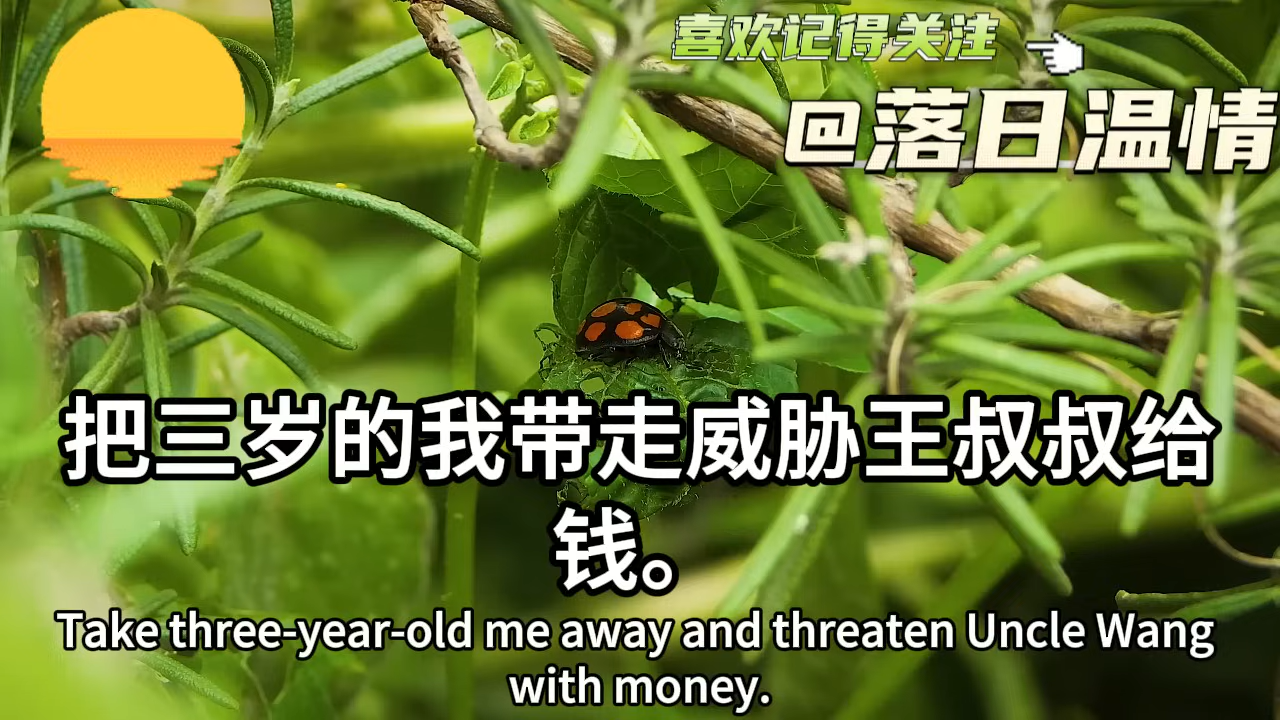 喜欢记得关注
@落日温情
把三岁的我带走威胁王叔叔给
钱。
Take three-year-old me away and threaten Uncle Wang
with money.